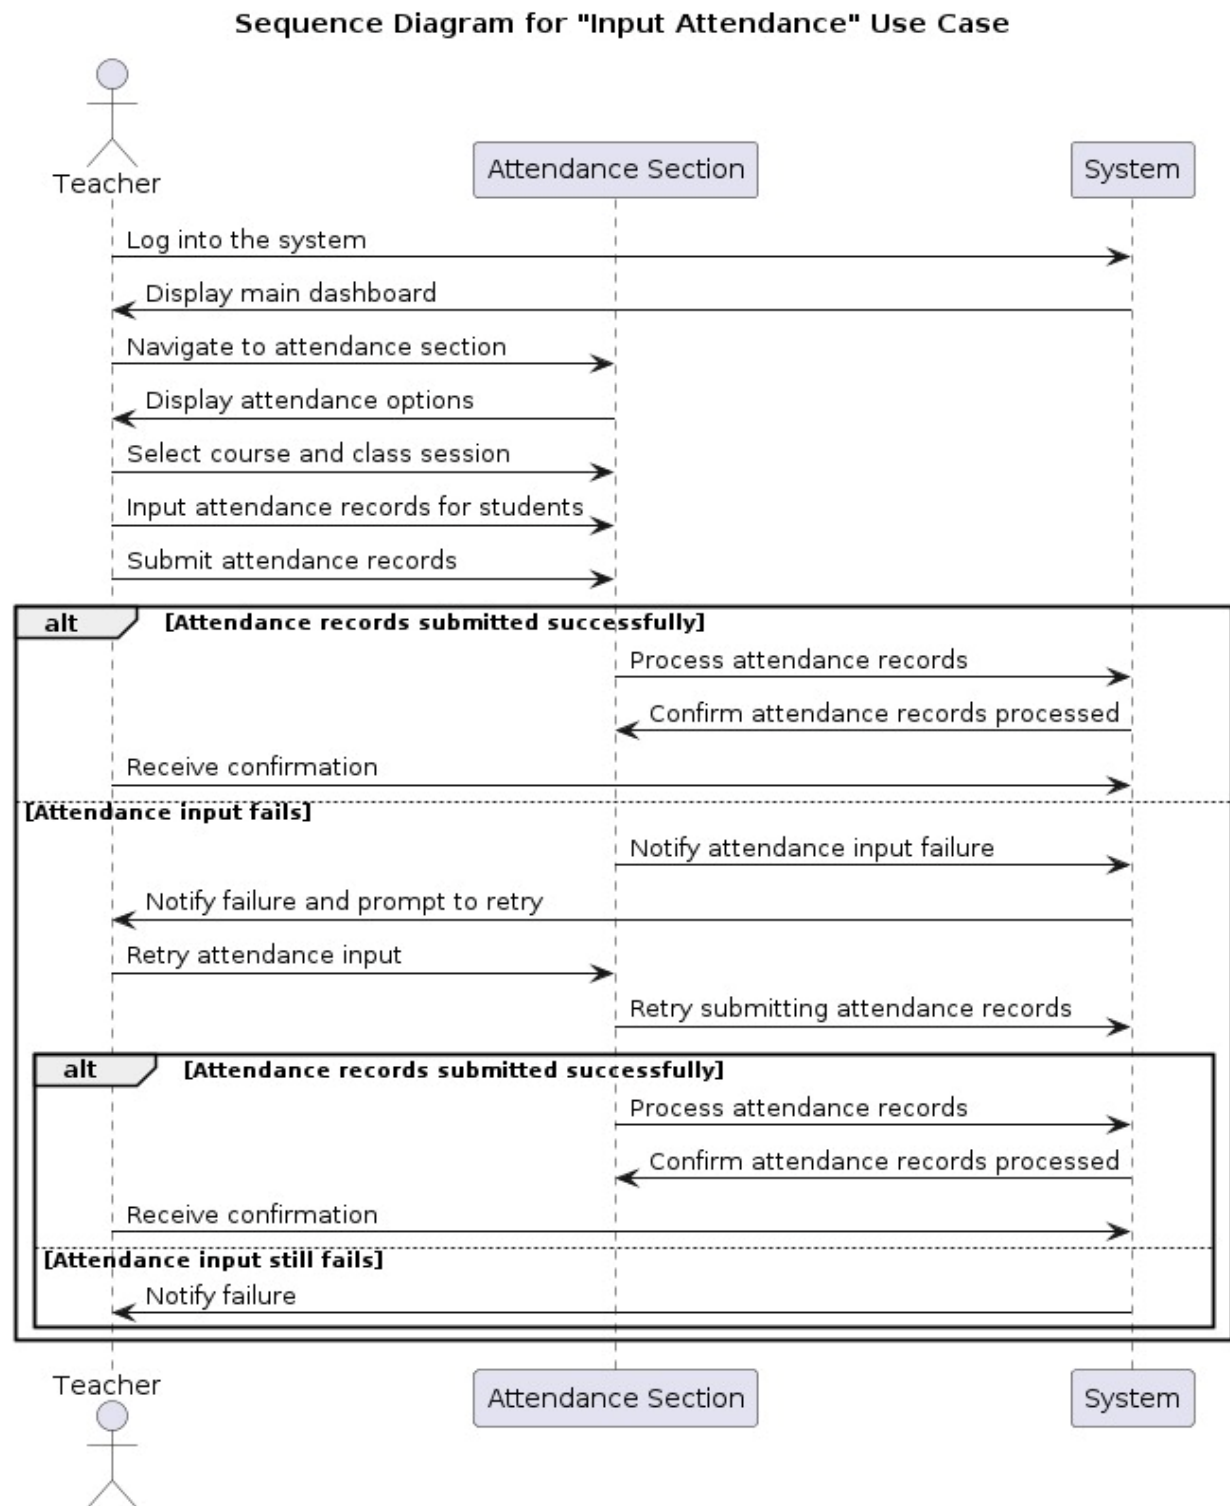 Sequence Diagram for "Input Attendance" Use Case
Teacher
Attendance Section
System
Log into the system
Display main dashboard
Navigate to attendance section
Display attendance options
Select course and class session
Input attendance records for students
Submit attendance records
alt
[Attendance records submitted successfully]
Process attendance records
Confirm attendance records processed
Receive confirmation
[Attendance input fails]
Notify attendance input failure
Notify failure and prompt to retry
Retry attendance input
Retry submitting attendance records
alt
[Attendance records submitted successfully]
Process attendance records
Confirm attendance records processed
Receive confirmation
[Attendance input still fails]
Notify failure
Teacher
Attendance Section
System